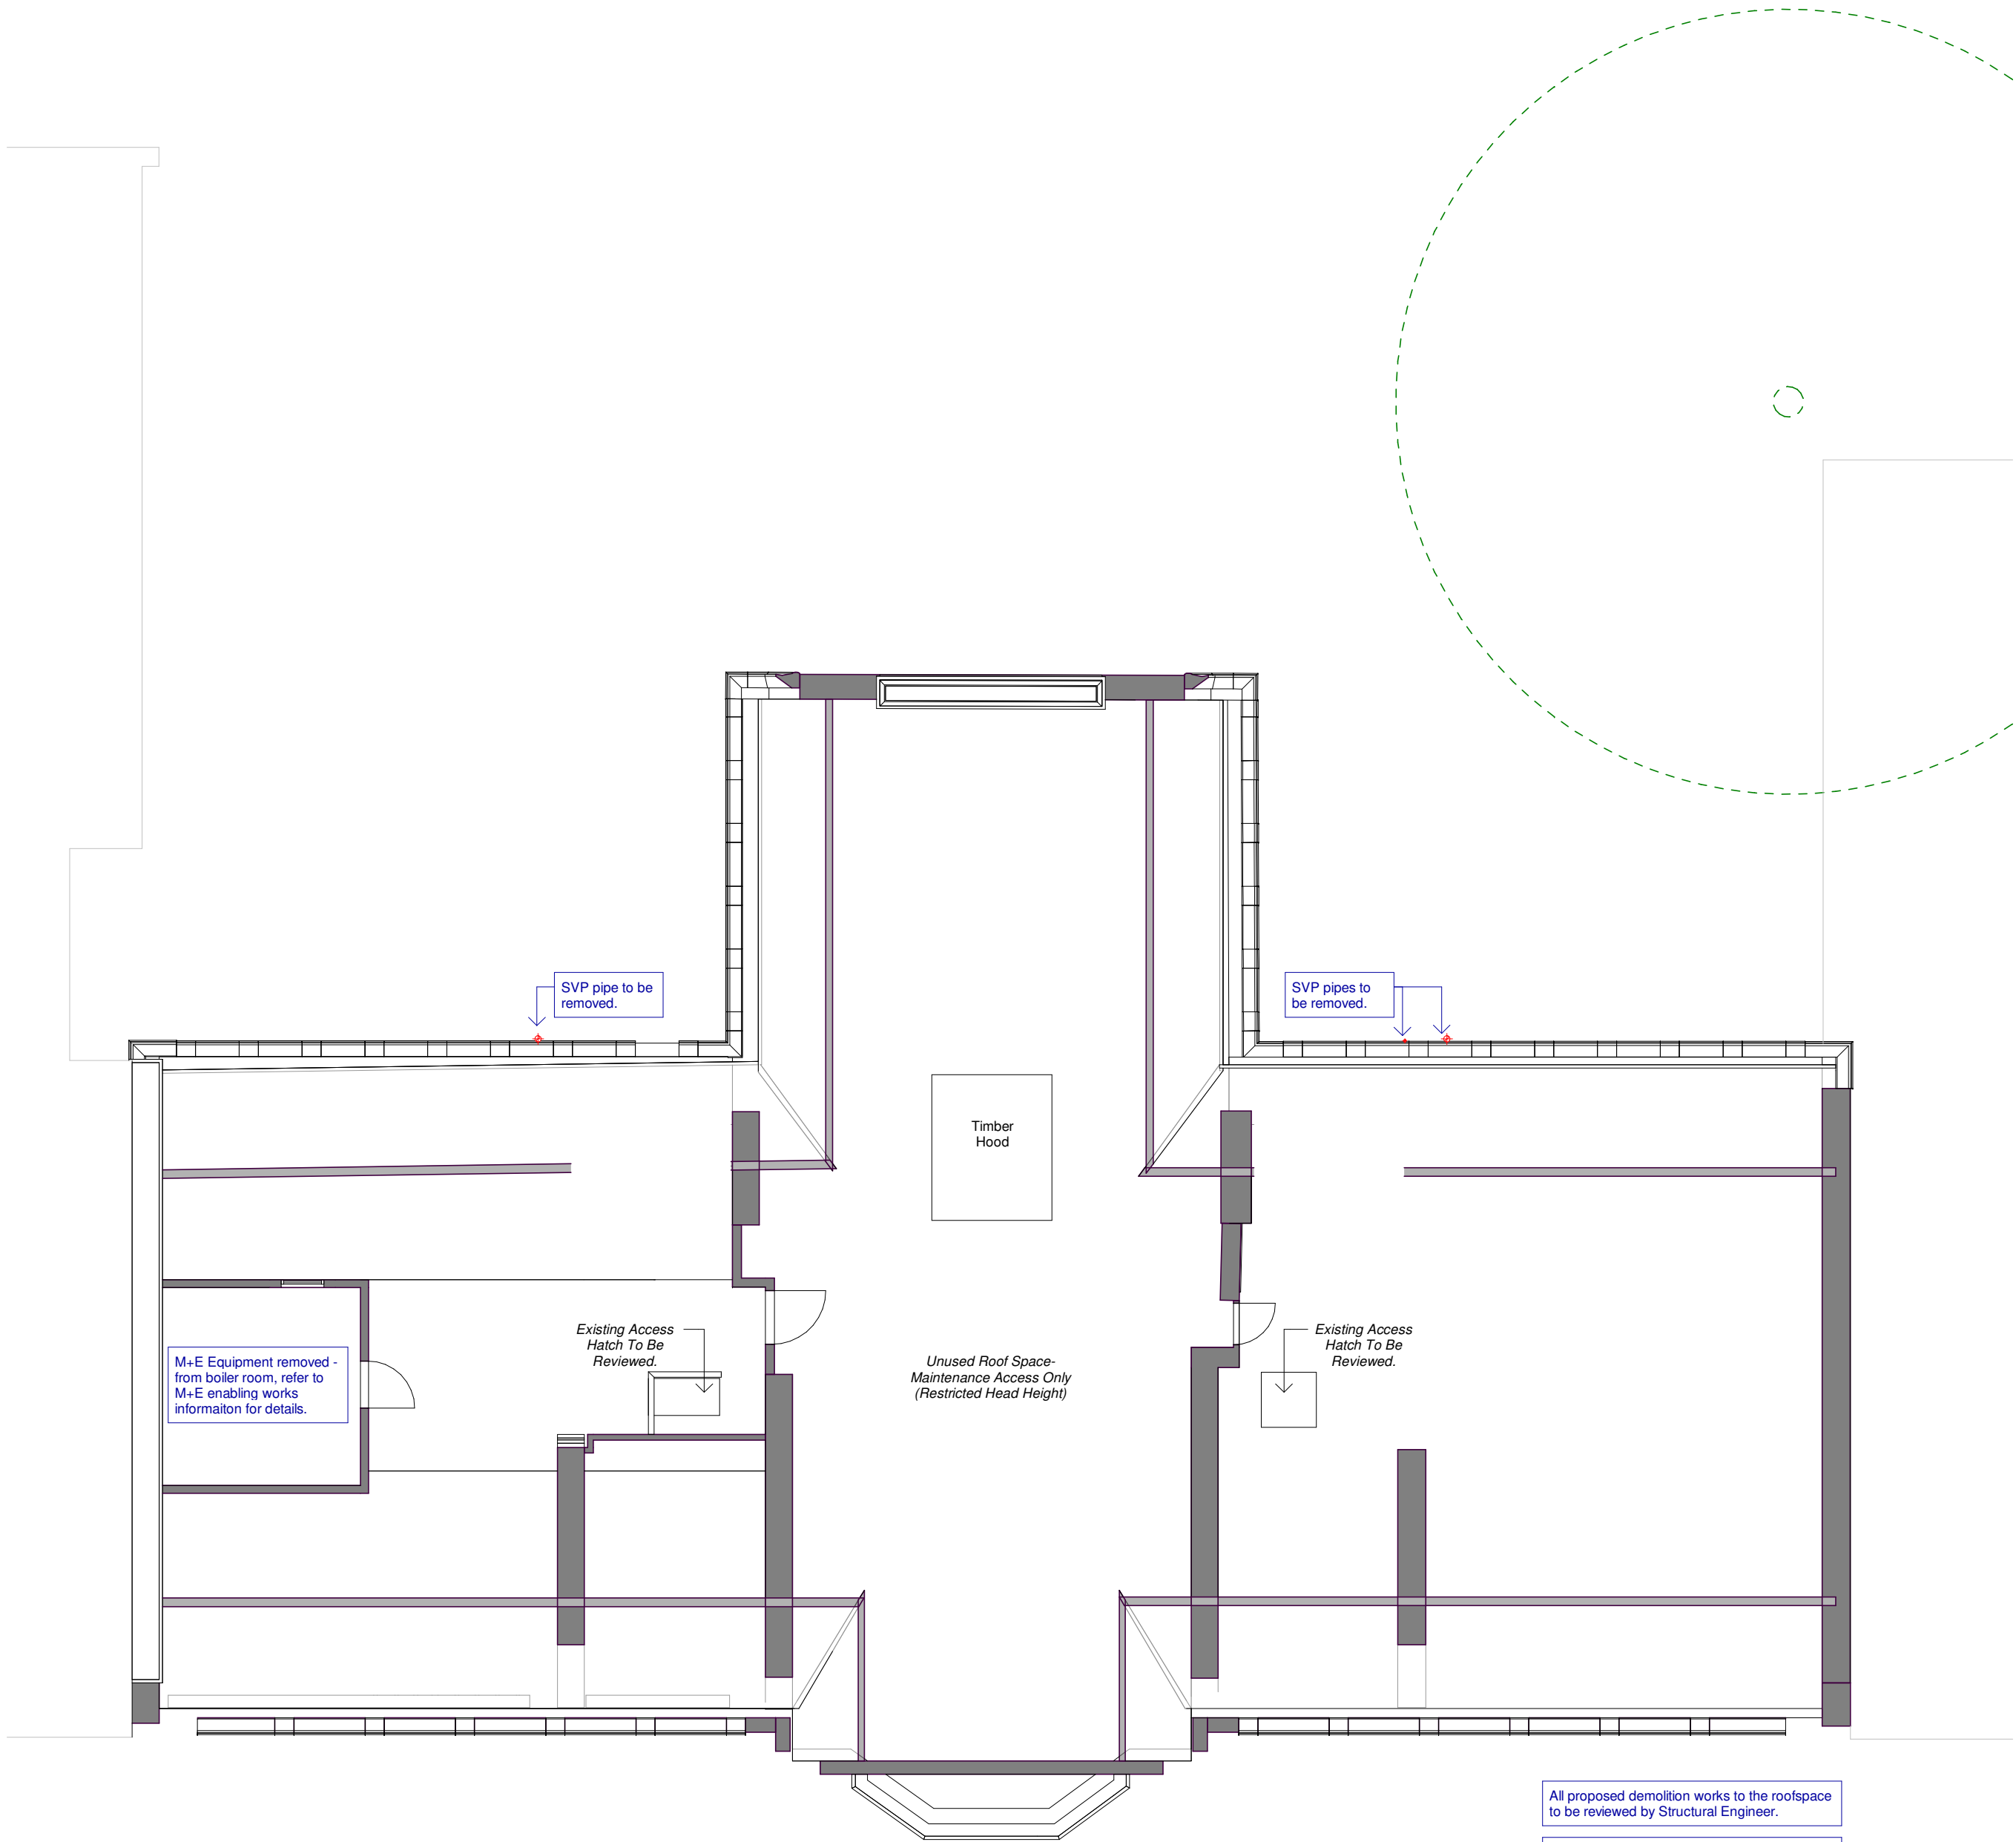 SVP pipe to be
removed.
SVP pipes to
be removed.
Timber
Hood
Existing Access
Hatch To Be
Reviewed.
Existing Access
Hatch To Be
Reviewed.
M+E Equipment removed -
from boiler room, refer to
M+E enabling works
informaiton for details.
Unused Roof Space-
Maintenance Access Only
(Restricted Head Height)
All proposed demolition works to the roofspace
to be reviewed by Structural Engineer.